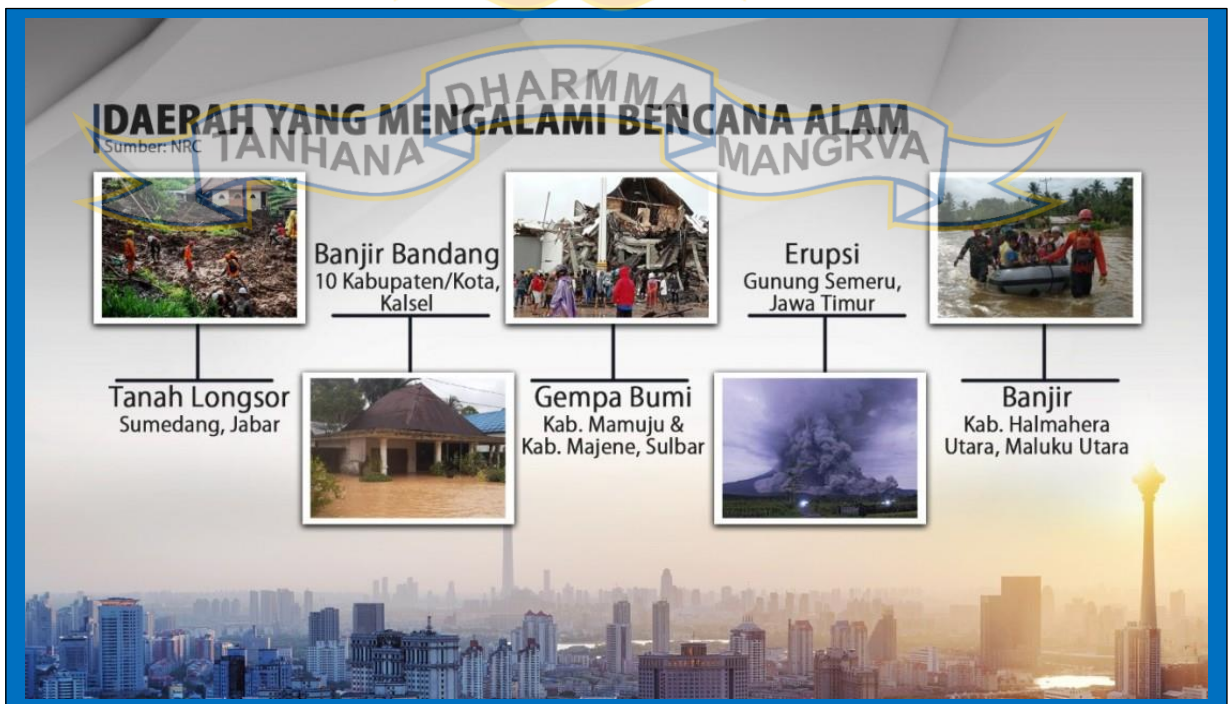 DAERAH YANG MENGALAMI BENCANA ALAM
Sumber: NRC
TANHANA DHARMMA MANGRVA
Tanah Longsor
Sumedang, Jabar
Banjir Bandang
10 Kabupaten/Kota,
Kalsel
Gempa Bumi
Kab. Mamuju &
Kab. Majene, Sulbar
Erupsi
Gunung Semeru,
Jawa Timur
Banjir
Kab. Halmahera
Utara, Maluku Utara